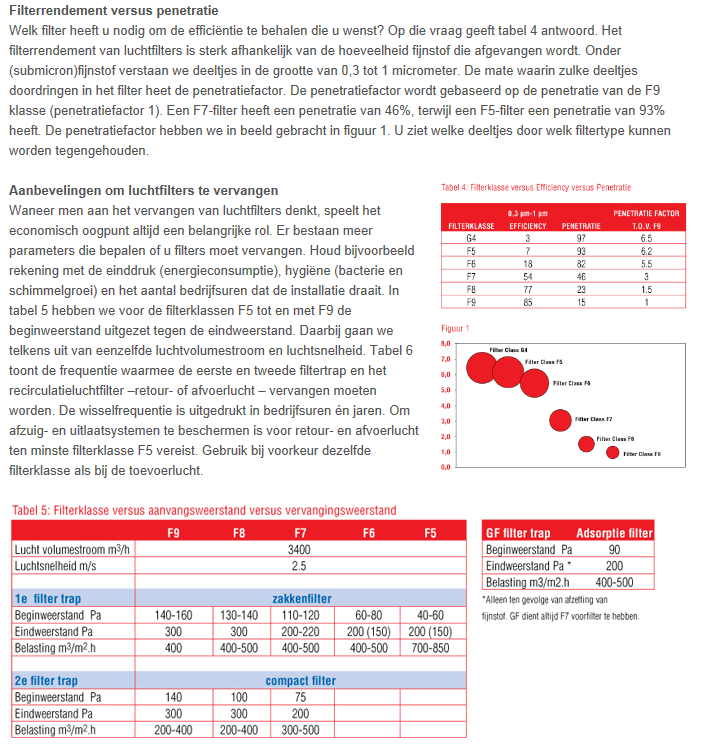 Filterrendement versus penetratie
Welk filter heeft u nodig om de efficiëntie te behalen die u wenst? Op die vraag geeft tabel 4 antwoord. Het
filterrendement van luchtfilters is sterk afhankelijk van de hoeveelheid fijnstof die afgevangen wordt. Onder
(submicron)fijnstof verstaan we deeltjes in de grootte van 0,3 tot 1 micrometer. De mate waarin zulke deeltjes
doordringen in het filter heet de penetratiefactor. De penetratiefactor wordt gebaseerd op de penetratie van de F9
klasse (penetratiefactor 1). Een F7-filter heeft een penetratie van 46%, terwijl een F5-filter een penetratie van 93%
heeft. De penetratiefactor hebben we in beeld gebracht in figuur 1. U ziet welke deeltjes door welk filtertype kunnen
worden tegengehouden.
Aanbevelingen om luchtfilters te vervangen
Waneer men aan het vervangen van luchtfilters denkt, speelt het
economisch oogpunt altijd een belangrijke rol. Er bestaan meer
parameters die bepalen of u filters moet vervangen. Houd bijvoorbeeld
rekening met de einddruk (energieconsumptie), hygiëne (bacterie en
schimmelgroei) en het aantal bedrijfsuren dat de installatie draait. In
tabel 5 hebben we voor de filterklassen F5 tot en met F9 de
beginweerstand uitgezet tegen de eindweerstand. Daarbij gaan we
telkens uit van eenzelfde luchtvolumestroom en luchtsnelheid. Tabel 6
toont de frequentie waarmee de eerste en tweede filtertrap en het
recirculatieluchtfilter –retour- of afvoerlucht – vervangen moeten
worden. De wisselfrequentie is uitgedrukt in bedrijfsuren én jaren. Om
afzuig- en uitlaatsystemen te beschermen is voor retour- en afvoerlucht
ten minste filterklasse F5 vereist. Gebruik bij voorkeur dezelfde
filterklasse als bij de toevoerlucht.
Tabel 4: Filterklasse versus Efficiency versus Penetratie
0.3 µm-1 µm PENETRATIE FACTOR
FILTERKLASSE EFFICIENCY PENETRATIE T.O.V. F9
G4 3 97 6.5
F5 7 93 6.2
F6 18 82 5.5
F7 54 46 3
F8 77 23 1.5
F9 85 15 1
Figuur 1
8,0
7,0
6,0
5,0
4,0
3,0
2,0
1,0
0,0
Filter Class G4
Filter Class F5
Filter Class F6
Filter Class F7
Filter Class F8
Filter Class F9
Tabel 5: Filterklasse versus aanvangsweerstand versus vervangingsweerstand
F9 F8 F7 F6 F5
Lucht volumestroom m³/h 3400
Luchtsnelheid m/s 2.5
1e filter trap zakkenfilter
Beginweerstand Pa 140-160 130-140 110-120 60-80 40-60
Eindweerstand Pa 300 300 200-220 200 (150) 200 (150)
Belasting m³/m².h 400 400-500 400-500 400-500 700-850
2e filter trap compact filter
Beginweerstand Pa 140 100 75
Eindweerstand Pa 300 300 200
Belasting m³/m².h 200-400 200-400 300-500
GF filter trap Adsorptie filter
Beginweerstand Pa 90
Eindweerstand Pa * 200
Belasting m3/m2.h 400-500
*Alleen ten gevolge van afzetting van
fijnstof. GF dient altijd F7 voorfilter te hebben.